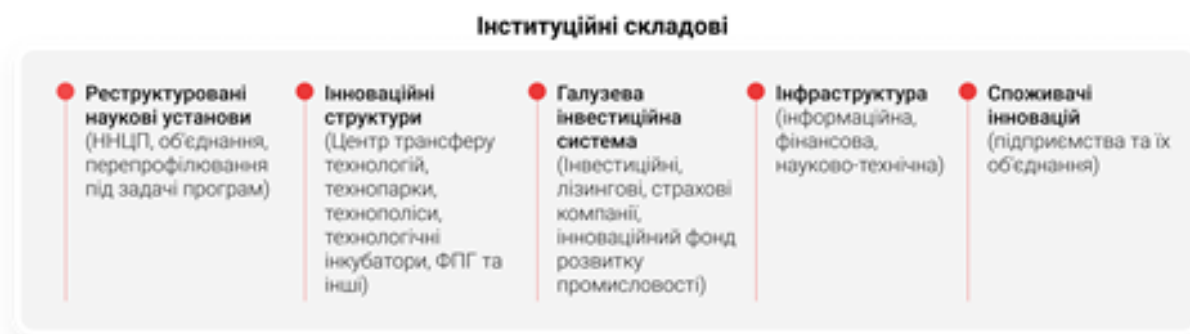 Інституційні складові
Реструктуровані
наукові установи
(ННЦП, об'єднання,
перепрофілювання
під задачі програм)
Інноваційні
структури
(Центр трансферу
технологій,
технопарки,
технополіси,
технологічні
інкубатори, ФПГ та
інші)
Галузева
інвестиційна
система
(Інвестиційні,
лізингові, страхові
компанії,
інноваційний фонд
розвитку
промисловості)
Інфраструктура
(інформаційна,
фінансова,
науково-технічна)
Споживачі
інновацій
(підприємства та їх
об'єднання)